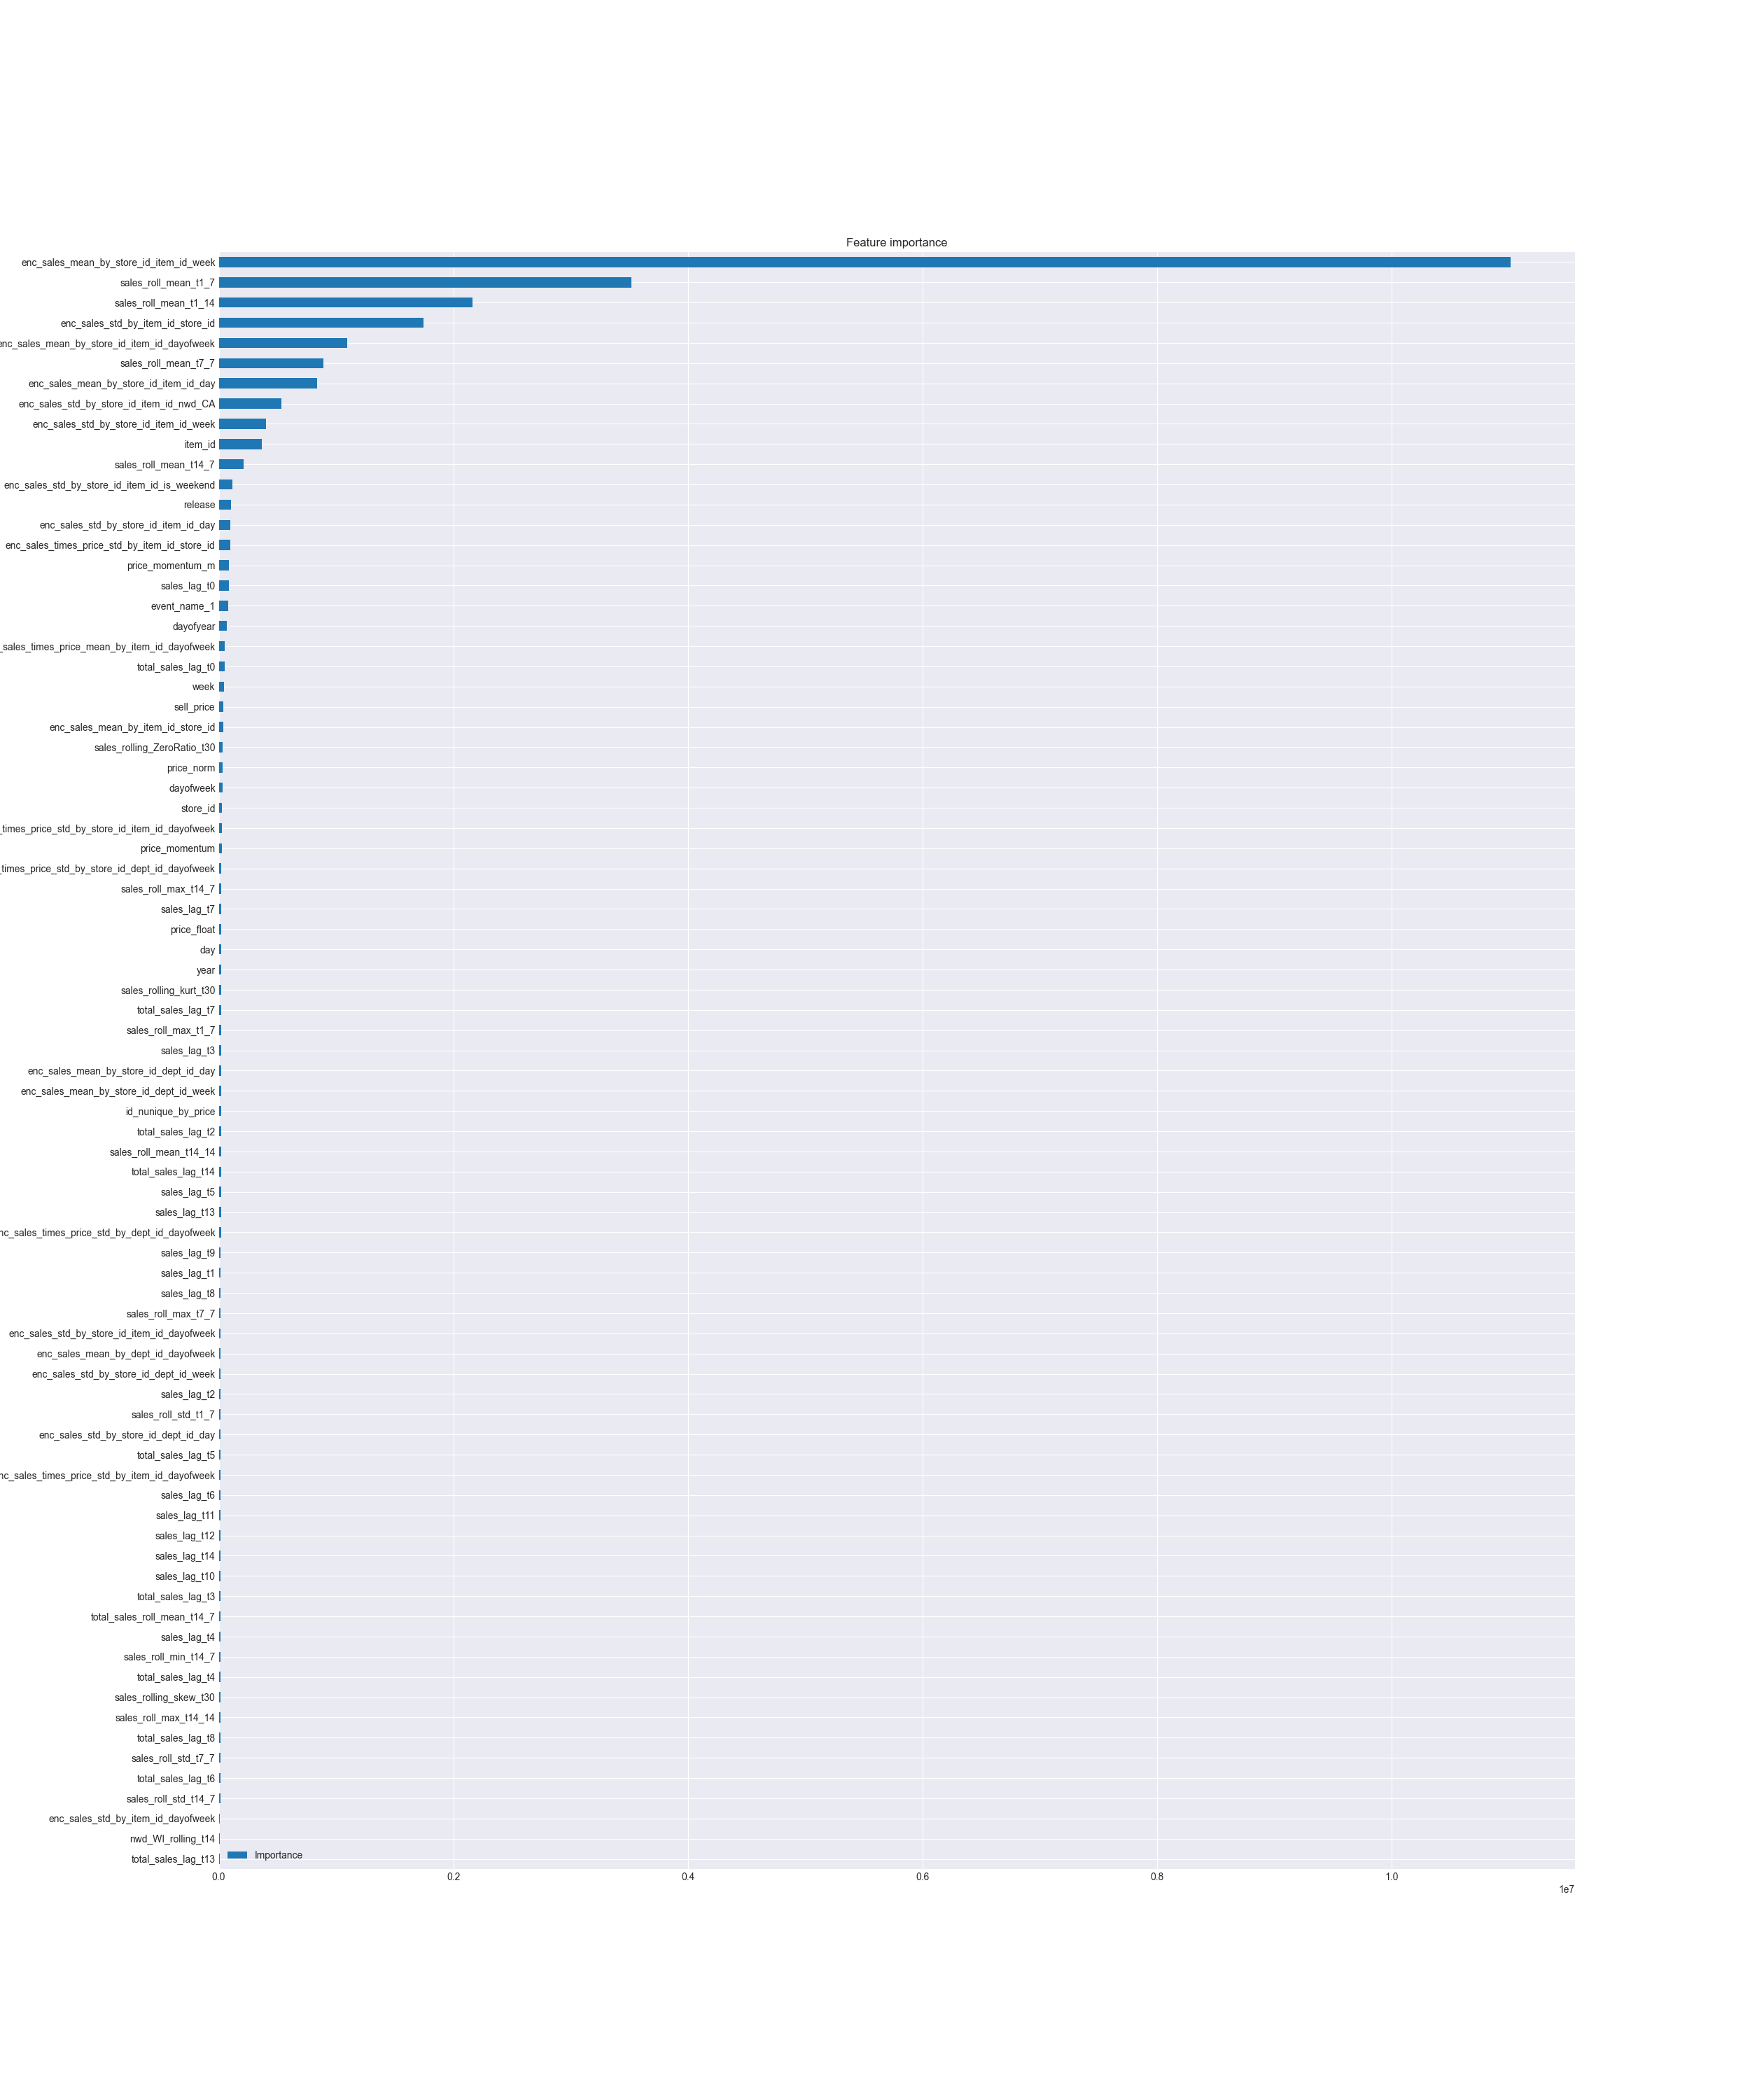 Feature importance
enc_sales_mean_by_store_id_item_id_week
sales_roll_mean_t1_7
sales_roll_mean_t1_14
enc_sales_std_by_item_id_store_id
enc_sales_mean_by_store_id_item_id_dayofweek
sales_roll_mean_t7_7
enc_sales_mean_by_store_id_item_id_day
enc_sales_std_by_store_id_item_id_nwd_CA
enc_sales_std_by_store_id_item_id_week
item_id
sales_roll_mean_t14_7
enc_sales_std_by_store_id_item_id_is_weekend
release
enc_sales_std_by_store_id_item_id_day
enc_sales_times_price_std_by_item_id_store_id
price_momentum_m
sales_lag_t0
event_name_1
dayofyear
_sales_times_price_mean_by_item_id_dayofweek
total_sales_lag_t0
week
sell_price
enc_sales_mean_by_item_id_store_id
sales_rolling_ZeroRatio_t30
price_norm
dayofweek
store_id
_times_price_std_by_store_id_item_id_dayofweek
price_momentum
_times_price_std_by_store_id_dept_id_dayofweek
sales_roll_max_t14_7
sales_lag_t7
price_float
day
year
sales_rolling_kurt_t30
total_sales_lag_t7
sales_roll_max_t1_7
sales_lag_t3
enc_sales_mean_by_store_id_dept_id_day
enc_sales_mean_by_store_id_dept_id_week
id_nunique_by_price
total_sales_lag_t2
sales_roll_mean_t14_14
total_sales_lag_t14
sales_lag_t5
sales_lag_t13
nc_sales_times_price_std_by_dept_id_dayofweek
sales_lag_t9
sales_lag_t1
sales_lag_t8
sales_roll_max_t7_7
enc_sales_std_by_store_id_item_id_dayofweek
enc_sales_mean_by_dept_id_dayofweek
enc_sales_std_by_store_id_dept_id_week
sales_lag_t2
sales_roll_std_t1_7
enc_sales_std_by_store_id_dept_id_day
total_sales_lag_t5
nc_sales_times_price_std_by_item_id_dayofweek
sales_lag_t6
sales_lag_t11
sales_lag_t12
sales_lag_t14
sales_lag_t10
total_sales_lag_t3
total_sales_roll_mean_t14_7
sales_lag_t4
sales_roll_min_t14_7
total_sales_lag_t4
sales_rolling_skew_t30
sales_roll_max_t14_14
total_sales_lag_t8
sales_roll_std_t7_7
total_sales_lag_t6
sales_roll_std_t14_7
enc_sales_std_by_item_id_dayofweek
nwd_WI_rolling_t14
total_sales_lag_t13
Importance
0.0 0.2 0.4 0.6 0.8 1.0
1e7